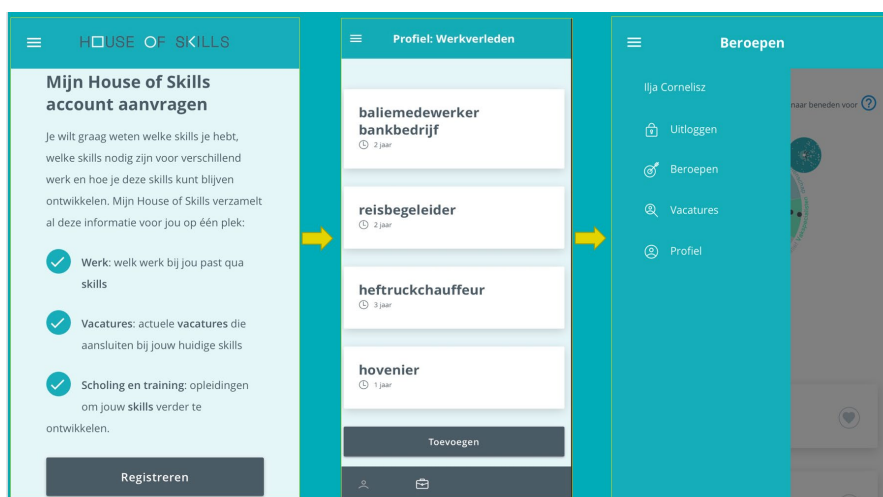 HOUSE OF SKILLS
Mijn House of Skills
account aanvragen
Je wilt graag weten welke skills je hebt,
welke skills nodig zijn voor verschillend
werk en hoe je deze skills kunt blijven
ontwikkelen. Mijn House of Skills verzamelt
al deze informatie voor jou op één plek:
Werk: welk werk bij jou past qua
skills
Vacatures: actuele vacatures die
aansluiten bij jouw huidige skills
Scholing en training: opleidingen
om jouw skills verder te
ontwikkelen.
Registreren
Profiel: Werkverleden
baliemedewerker
bankbedrijf
2 jaar
reisbegeleider
2 jaar
heftruckchauffeur
3 jaar
hovenier
1 jaar
Toevoegen
Beroepen
Ilja Cornelisz
naar beneden voor ?
Uitloggen
Beroepen
Vacatures
Profiel